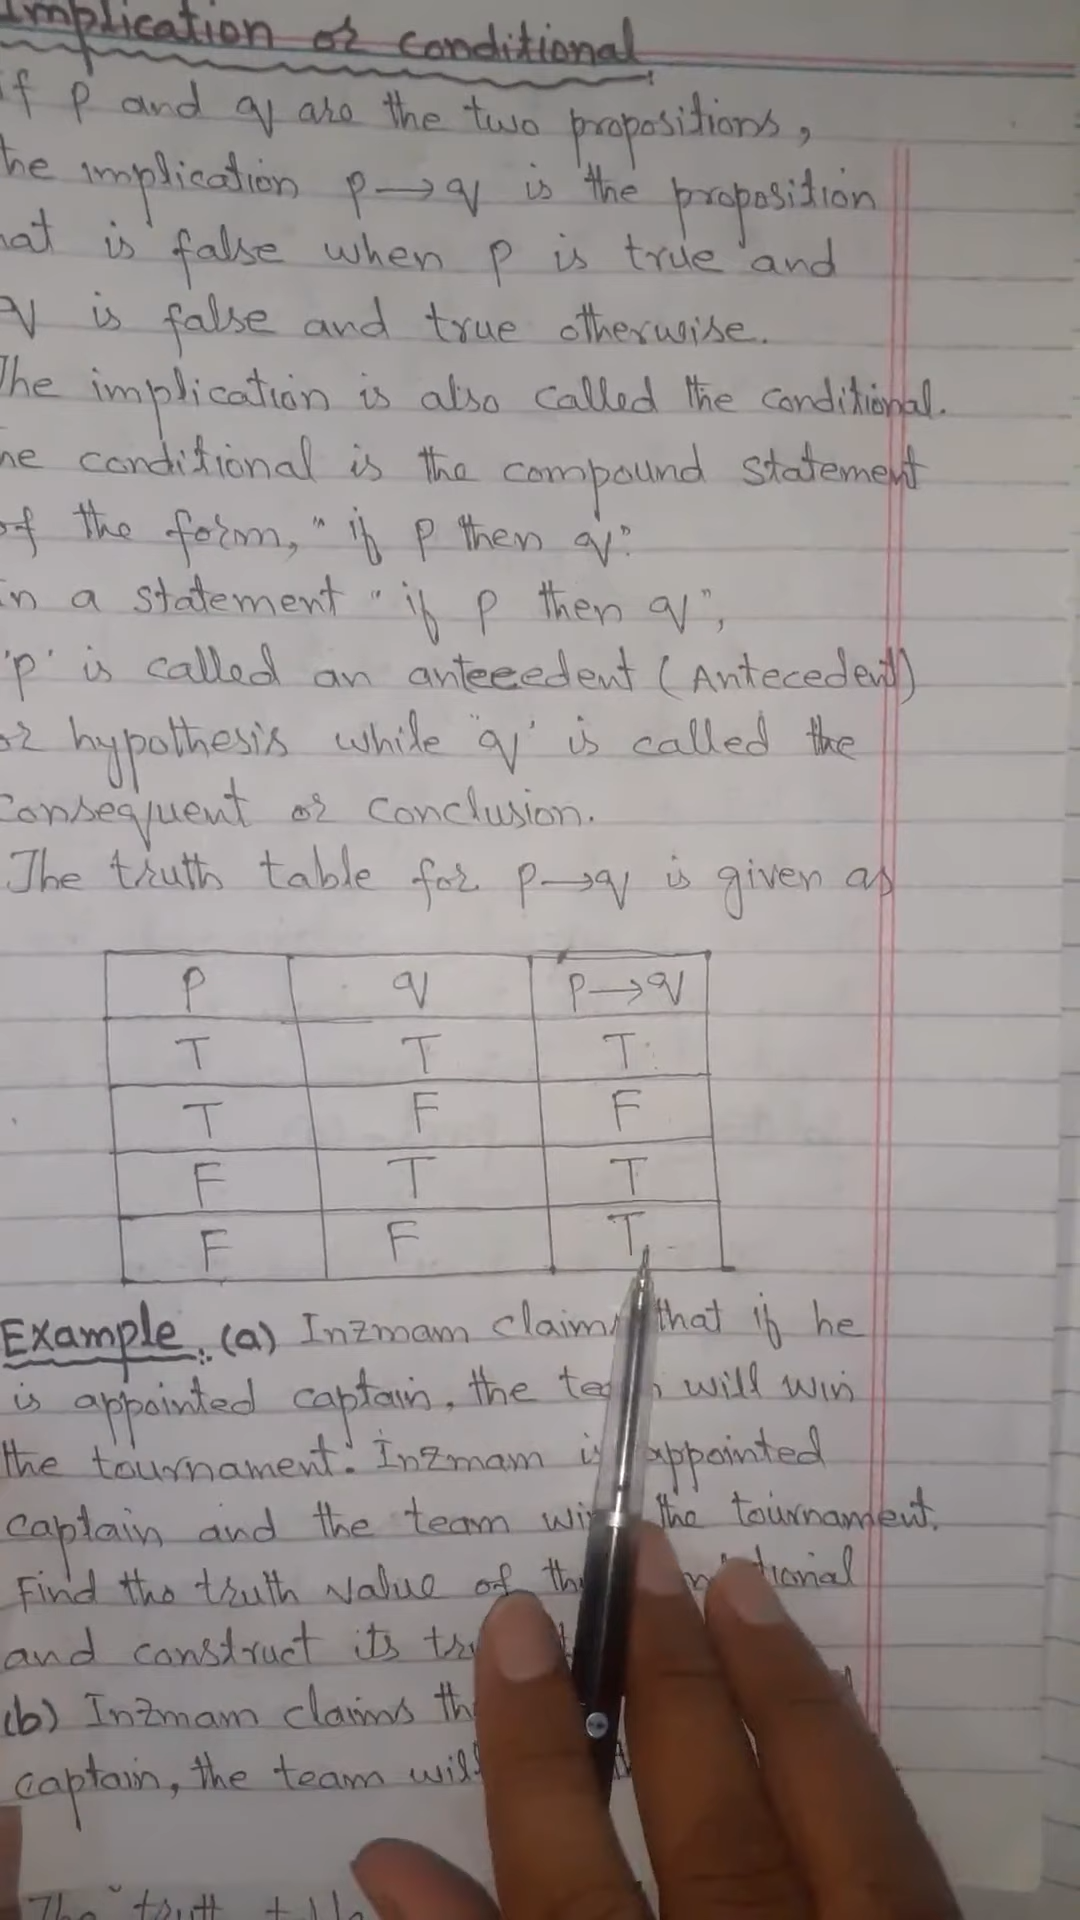 Implication or conditional
If p and q are the two propositions,
he implication p→q is the proposition
hat is false when p is true and
q is false and true otherwise.
The implication is also called the conditional.
he conditional is the compound statement
of the form, "if p then q".
in a statement "if p then q",
'p' is called an anteeedent (Antecedent)
or hypothesis while "q' is called the
Consequent or conclusion.
The truth table for p→q is given as
p q p→q
T T T
T F F
F T T
F F T
Example. (a) Inzmam claims that if he
is appointed captain, the team will win
the tournament. Inzmam is appointed
captain and the team win the tournament.
Find the truth value of
and construct its
(b) Inzmam claims
captain, the team will
The